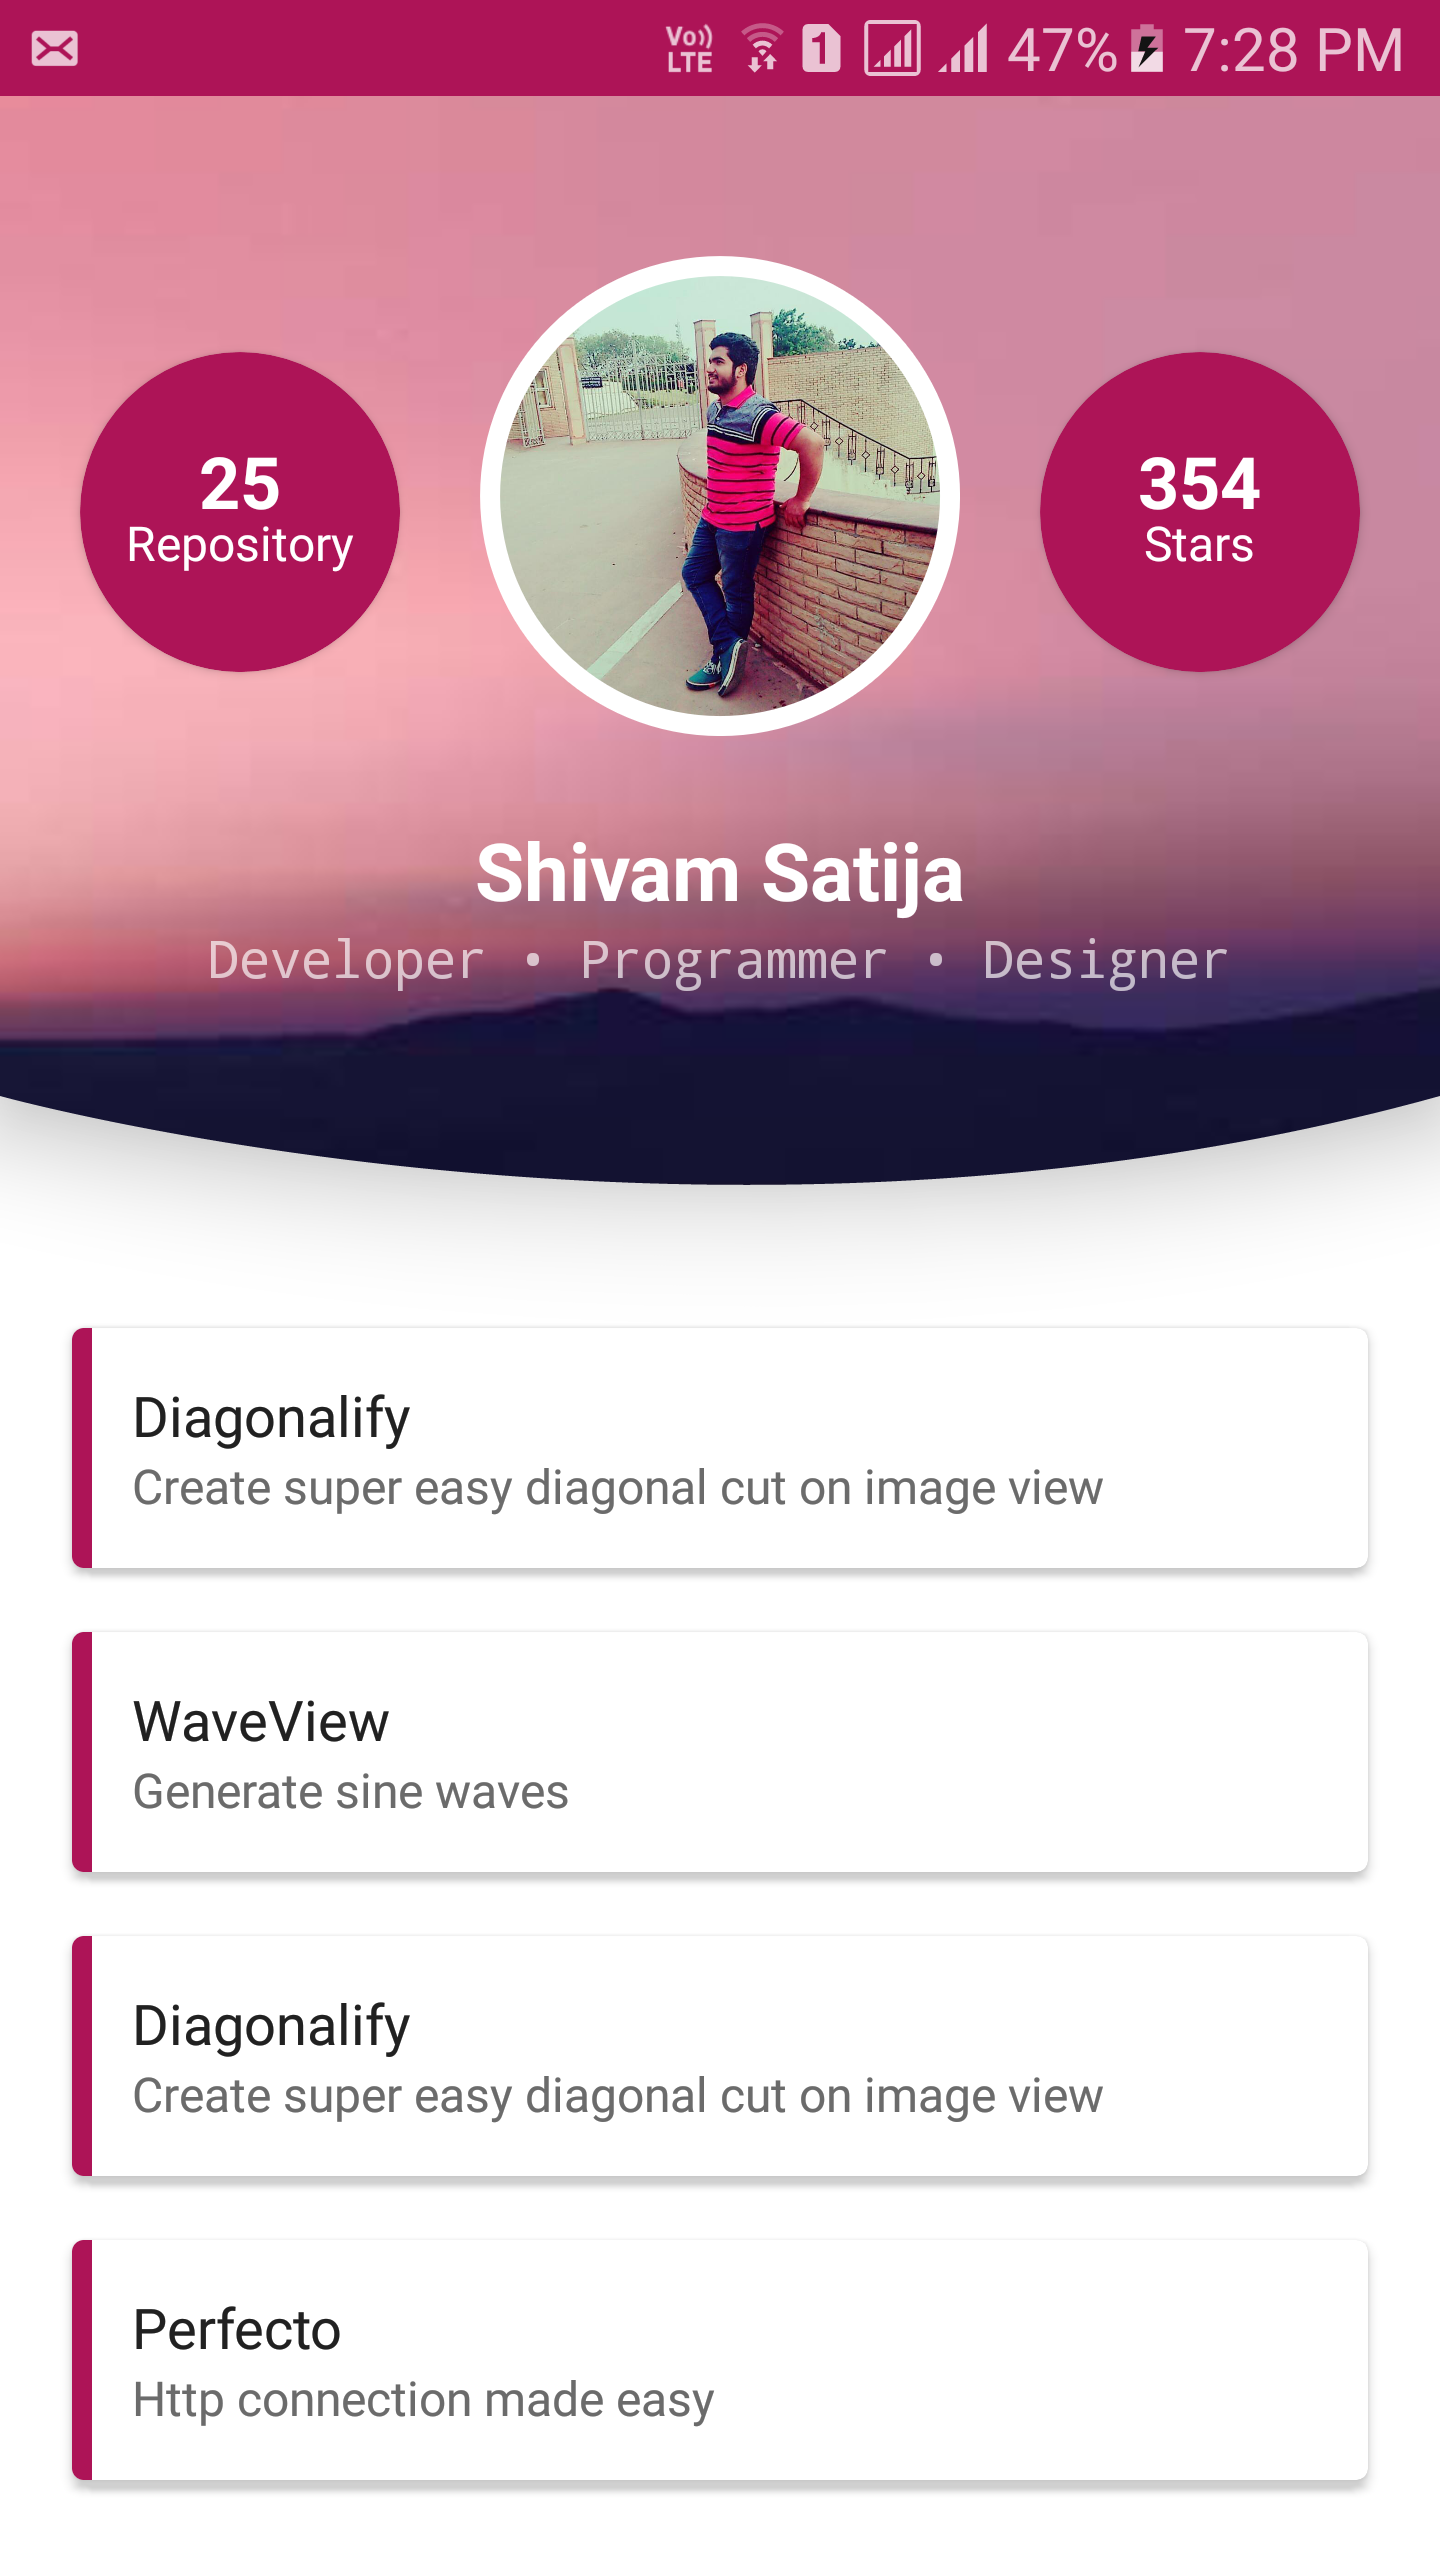 Vo)) LTE 1 47% 7:28 PM
25
Repository
354
Stars
Shivam Satija
Developer • Programmer • Designer
Diagonalify
Create super easy diagonal cut on image view
WaveView
Generate sine waves
Diagonalify
Create super easy diagonal cut on image view
Perfecto
Http connection made easy